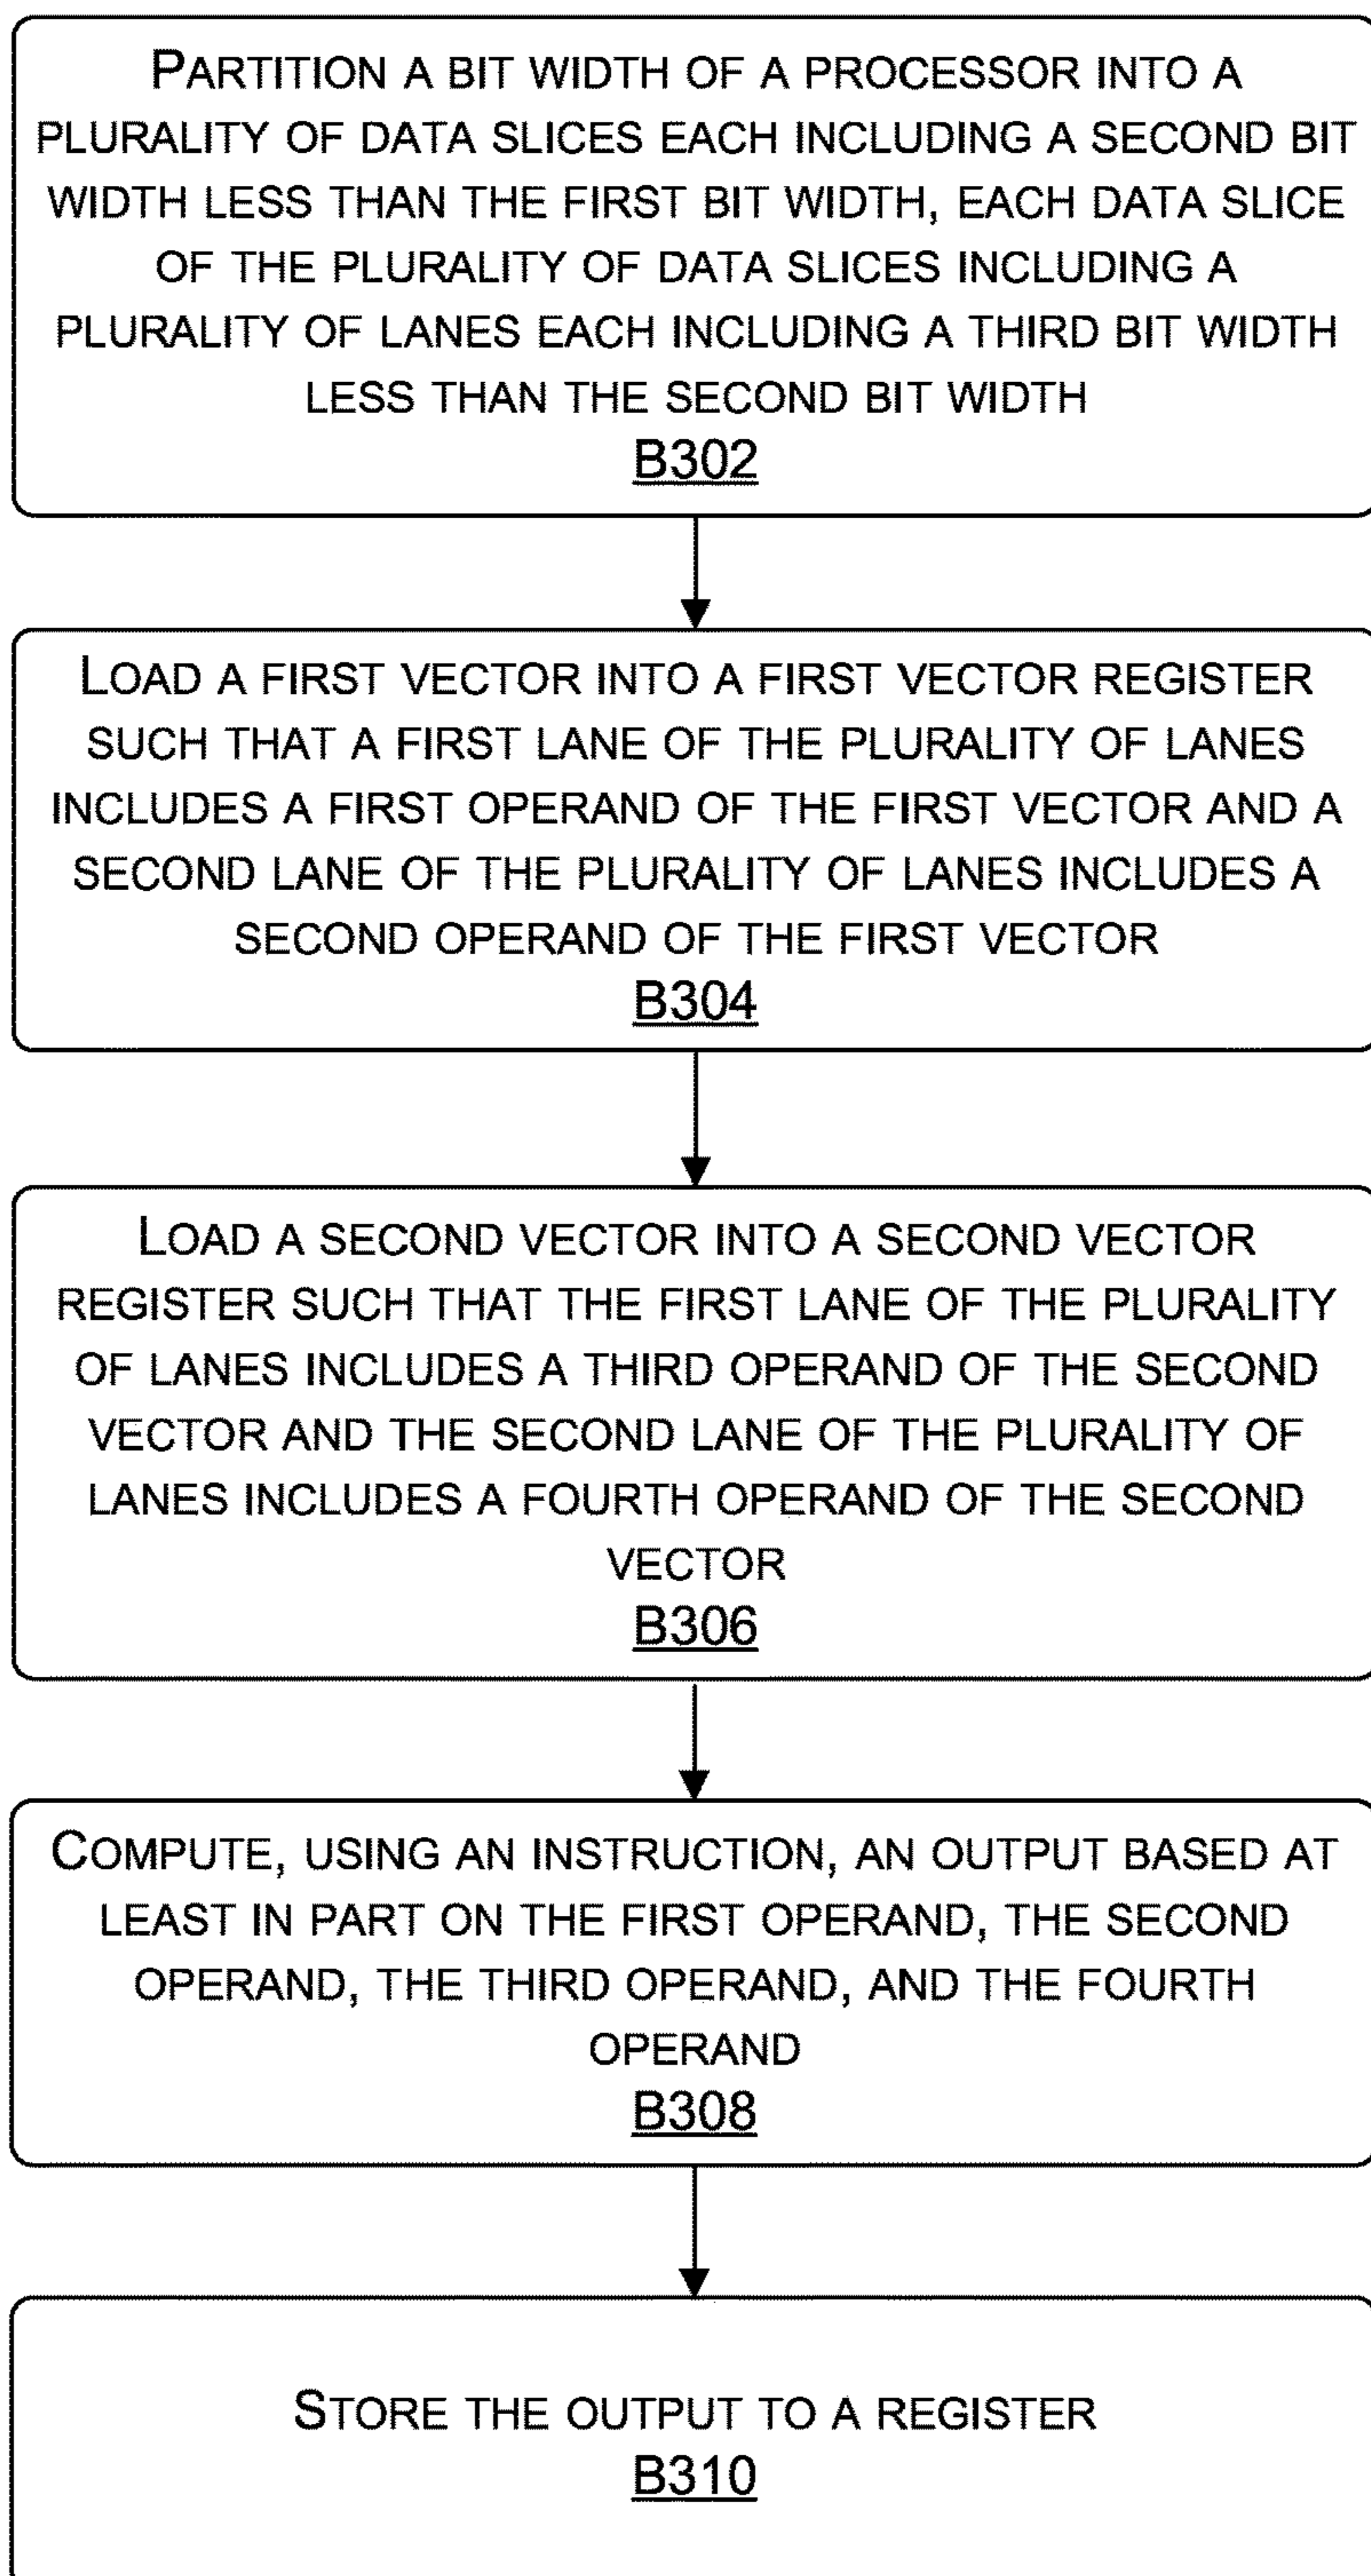 PARTITION A BIT WIDTH OF A PROCESSOR INTO A
PLURALITY OF DATA SLICES EACH INCLUDING A SECOND BIT
WIDTH LESS THAN THE FIRST BIT WIDTH, EACH DATA SLICE
OF THE PLURALITY OF DATA SLICES INCLUDING A
PLURALITY OF LANES EACH INCLUDING A THIRD BIT WIDTH
LESS THAN THE SECOND BIT WIDTH
B302
LOAD A FIRST VECTOR INTO A FIRST VECTOR REGISTER
SUCH THAT A FIRST LANE OF THE PLURALITY OF LANES
INCLUDES A FIRST OPERAND OF THE FIRST VECTOR AND A
SECOND LANE OF THE PLURALITY OF LANES INCLUDES A
SECOND OPERAND OF THE FIRST VECTOR
B304
LOAD A SECOND VECTOR INTO A SECOND VECTOR
REGISTER SUCH THAT THE FIRST LANE OF THE PLURALITY
OF LANES INCLUDES A THIRD OPERAND OF THE SECOND
VECTOR AND THE SECOND LANE OF THE PLURALITY OF
LANES INCLUDES A FOURTH OPERAND OF THE SECOND
VECTOR
B306
COMPUTE, USING AN INSTRUCTION, AN OUTPUT BASED AT
LEAST IN PART ON THE FIRST OPERAND, THE SECOND
OPERAND, THE THIRD OPERAND, AND THE FOURTH
OPERAND
B308
STORE THE OUTPUT TO A REGISTER
B310